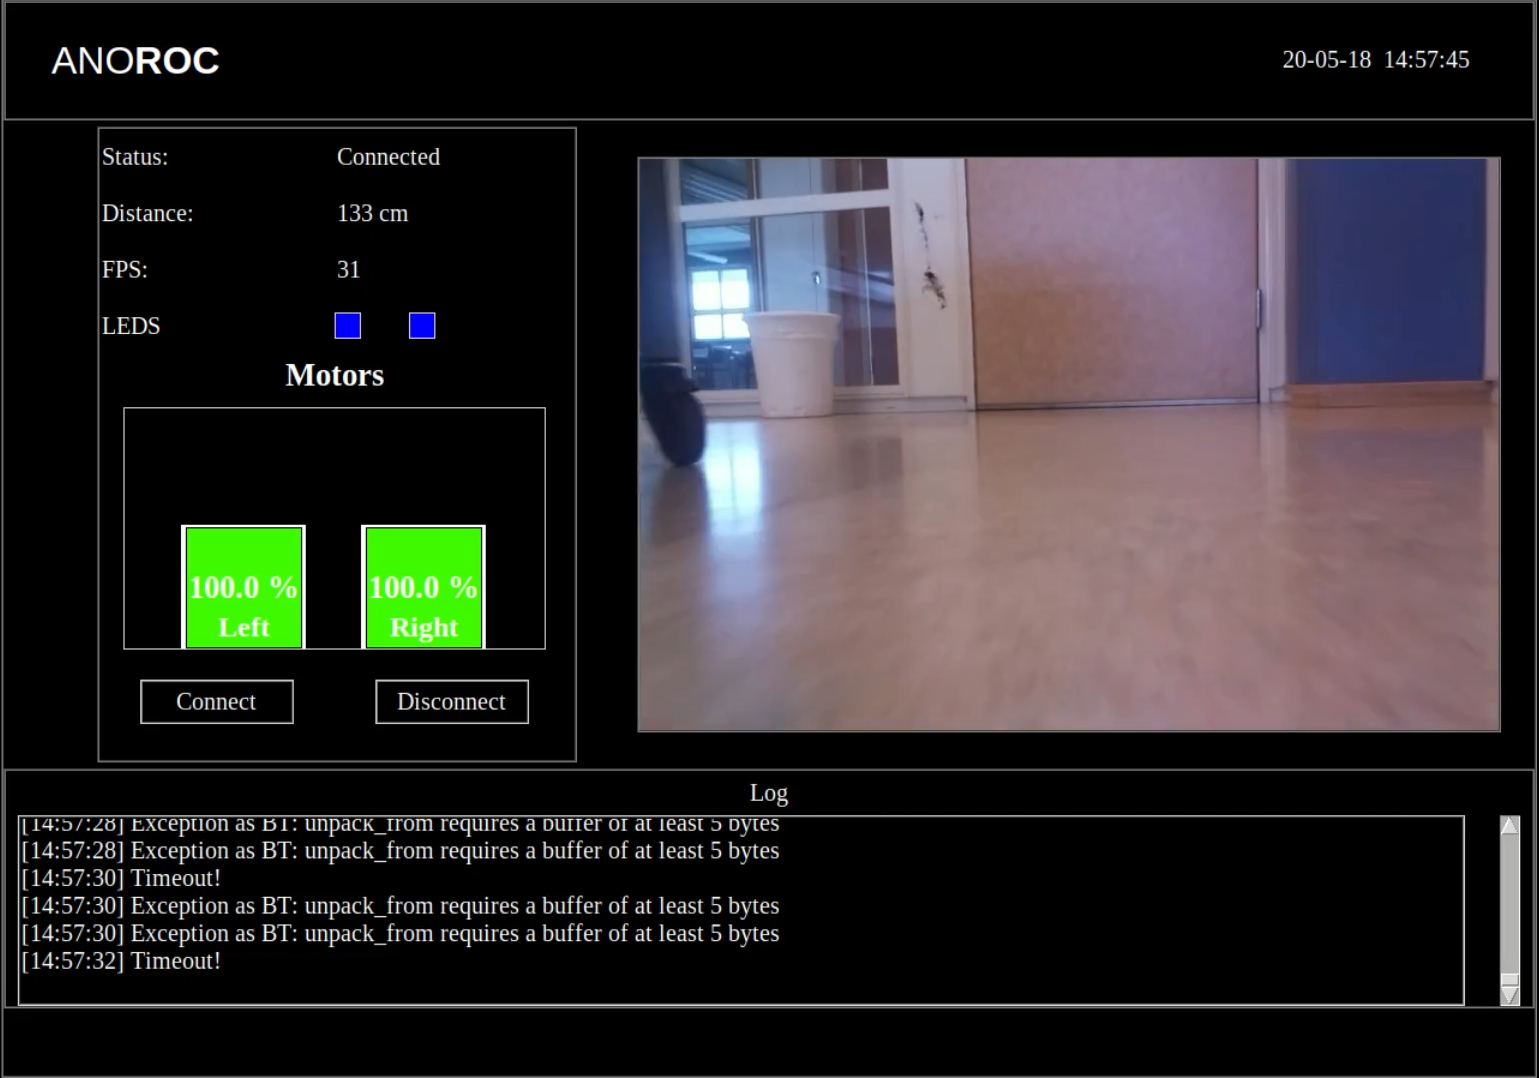 ANOROC
20-05-18 14:57:45
Status: Connected
Distance: 133 cm
FPS: 31
LEDS
Motors
100.0 % 100.0 %
Left Right
Connect Disconnect
Log
[14:57:28] Exception as BT: unpack_from requires a buffer of at least 5 bytes
[14:57:28] Exception as BT: unpack_from requires a buffer of at least 5 bytes
[14:57:30] Timeout!
[14:57:30] Exception as BT: unpack_from requires a buffer of at least 5 bytes
[14:57:30] Exception as BT: unpack_from requires a buffer of at least 5 bytes
[14:57:32] Timeout!